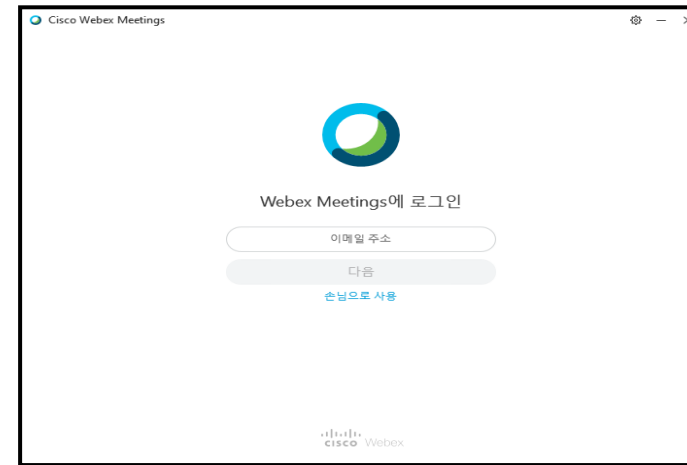 Cisco Webex Meetings
Webex Meetings에 로그인
이메일 주소
다음
손님으로 사용
cisco Webex